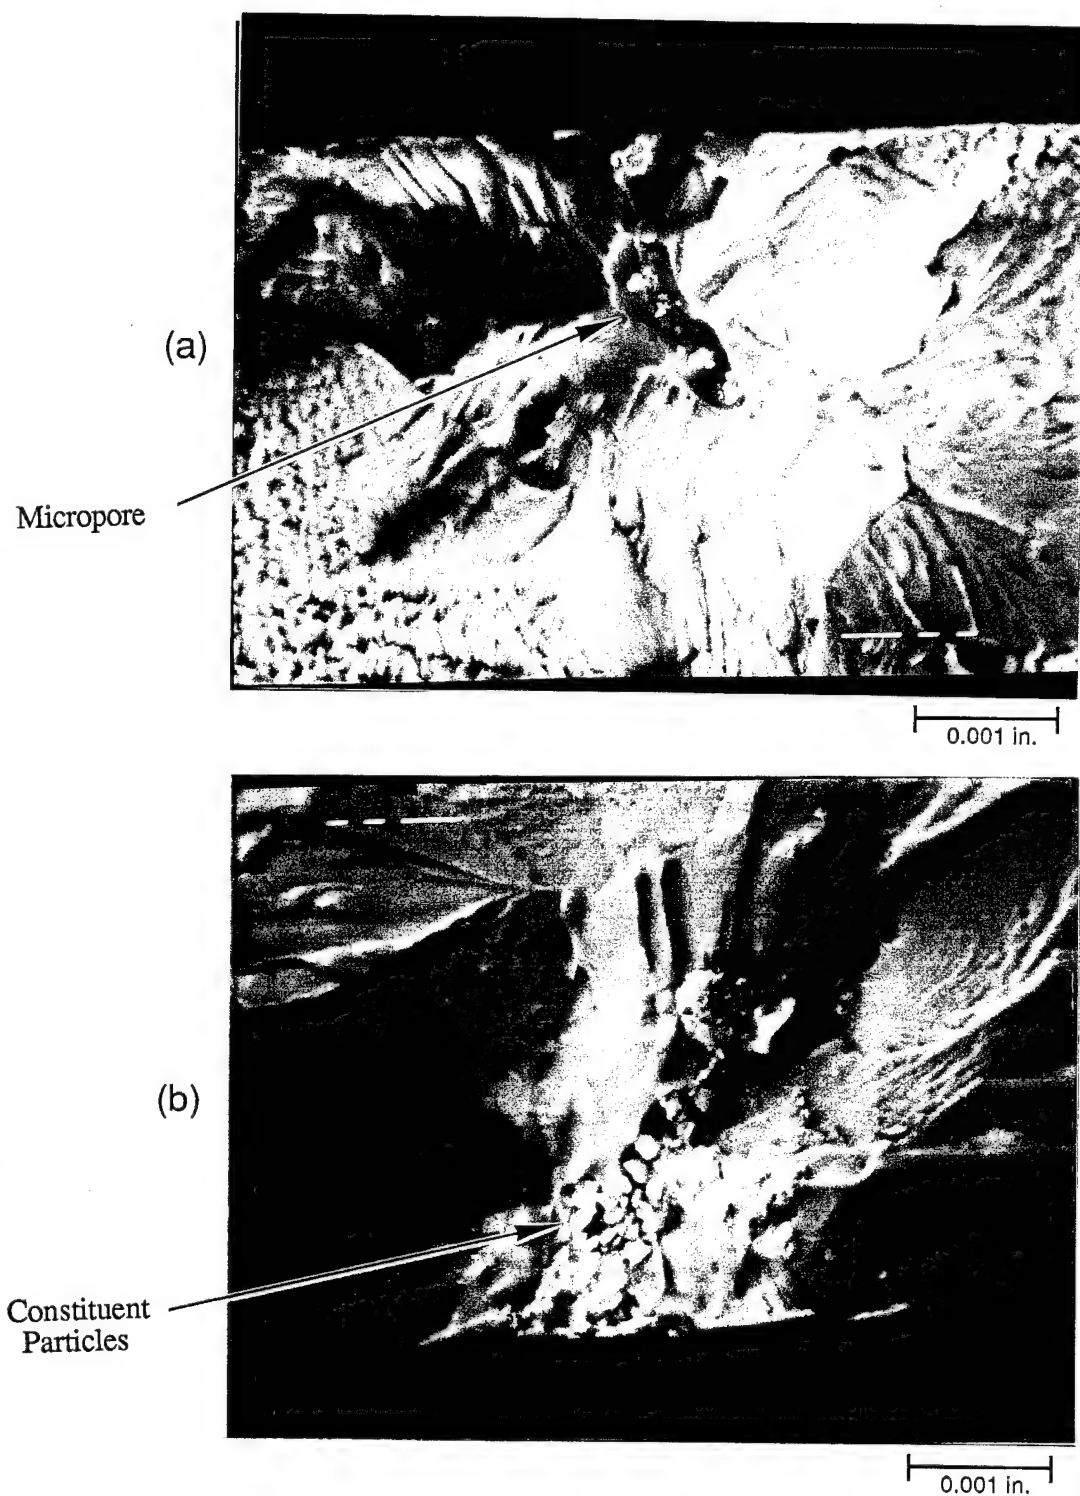 (a)
Micropore
0.001 in.
(b)
Constituent
Particles
0.001 in.